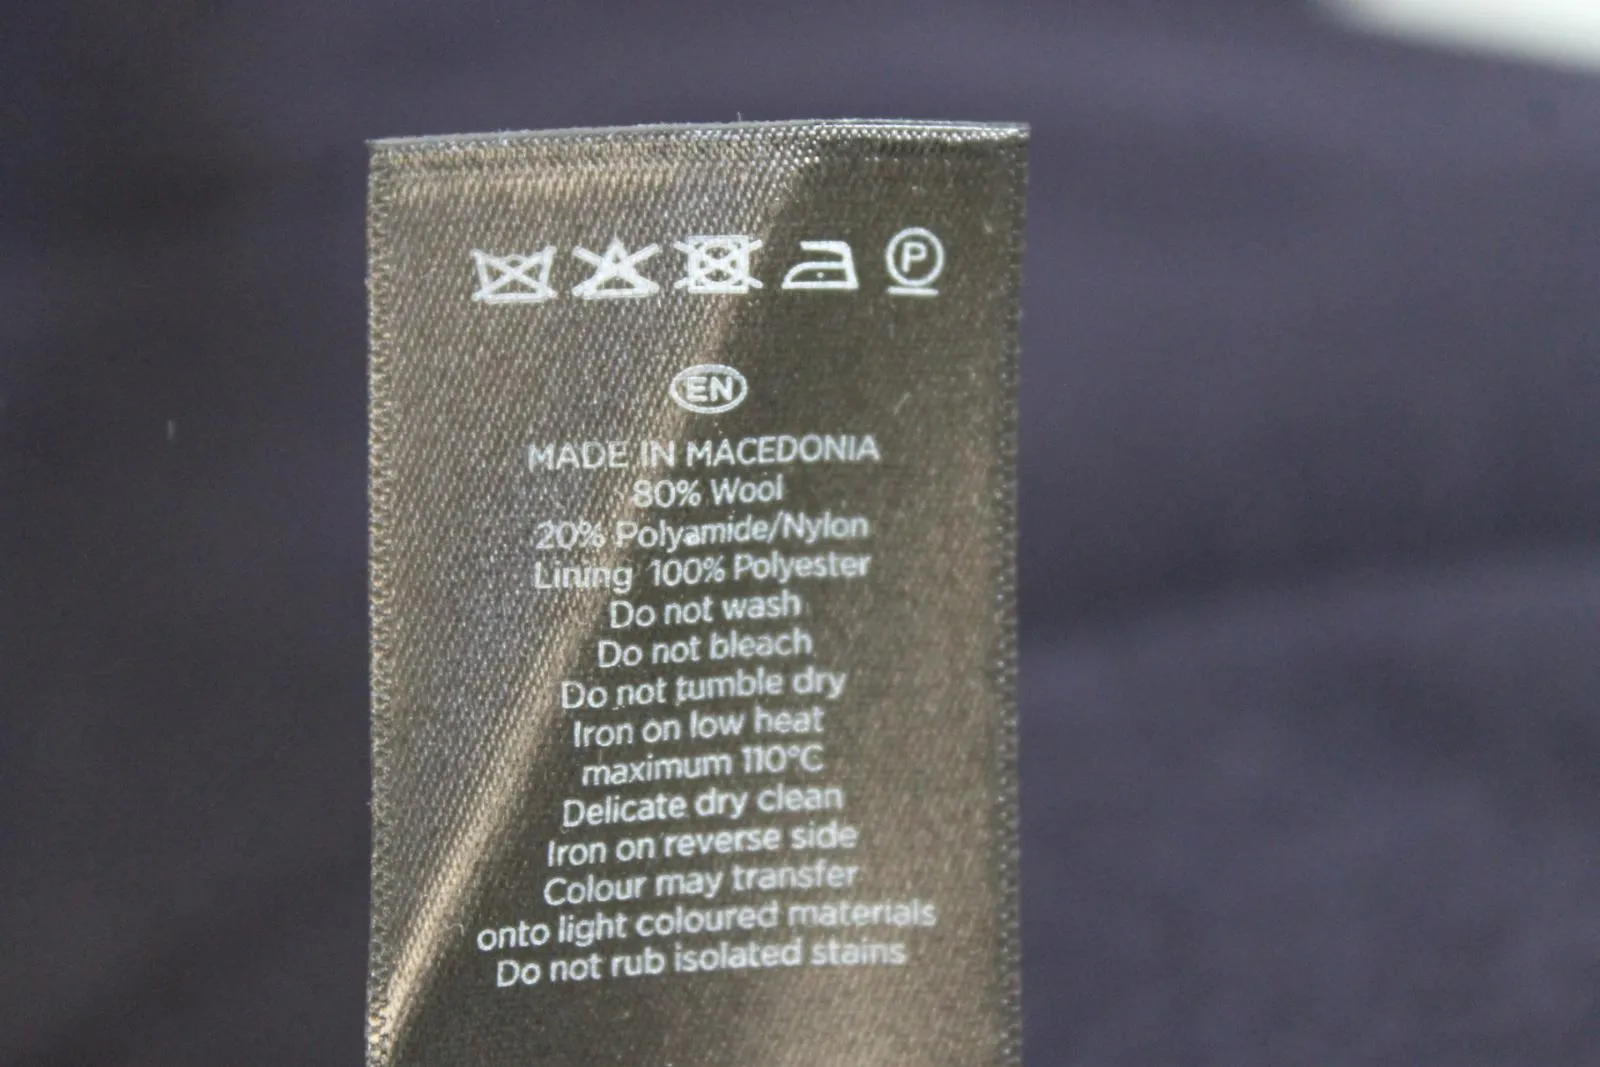 P
EN
MADE IN MACEDONIA
80% Wool
20% Polyamide/Nylon
Lining 100% Polyester
Do not wash
Do not bleach
Do not tumble dry
Iron on low heat
maximum 110°C
Delicate dry clean
Iron on reverse side
Colour may transfer
onto light coloured materials
Do not rub isolated stains